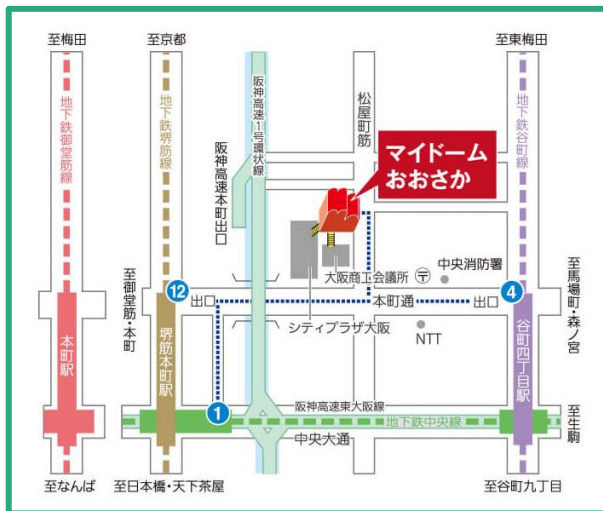 至梅田
至京都
至東梅田
地下鉄御堂筋線
地下鉄堺筋線
阪神高速1号環状線
松屋町筋
地下鉄谷町線
阪神高速本町出口
マイドーム
おおさか
大阪商工会議所
〒
中央消防署
至御堂筋・本町
至馬場町・森ノ宮
12
出口
本町通
出口
4
シティプラザ大阪
NTT
本町駅
堺筋本町駅
谷町四丁目駅
1
阪神高速東大阪線
地下鉄中央線
中央大通
至生駒
至なんば
至日本橋・天下茶屋
至谷町九丁目